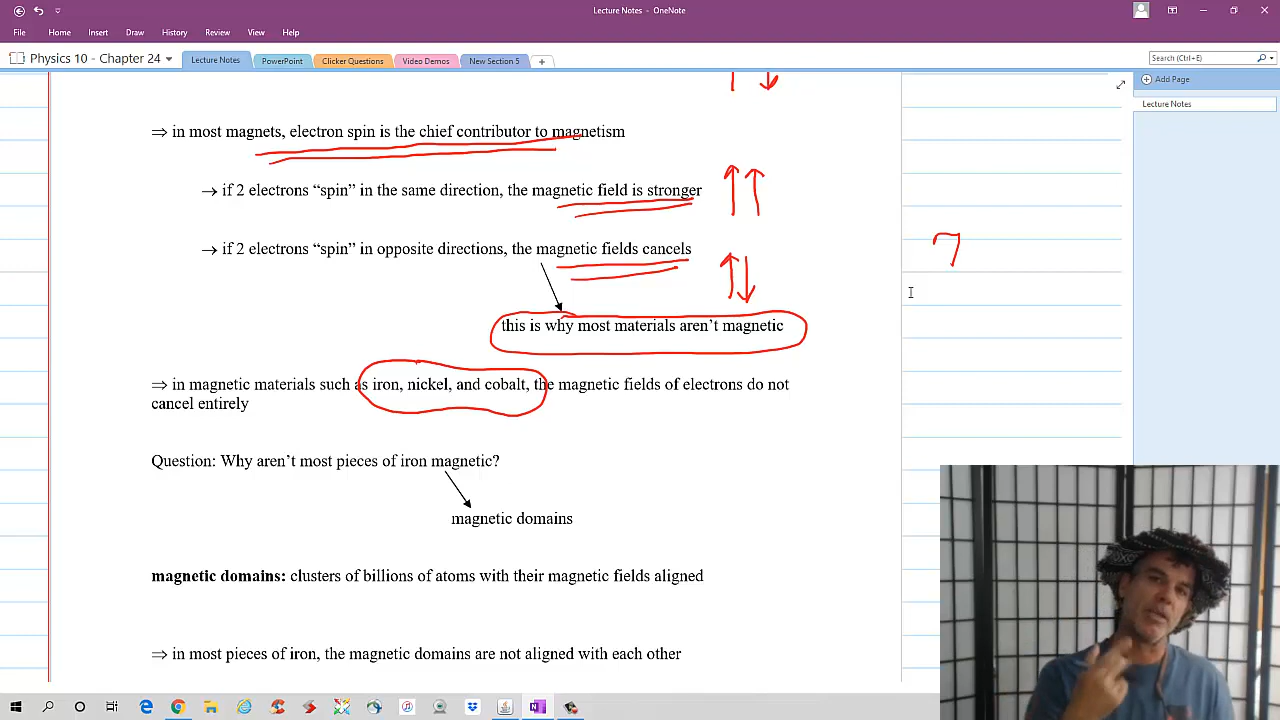 Lecture Notes - OneNote
File Home Insert Draw History Review View Help
Physics 10 - Chapter 24 Lecture Notes PowerPoint Clicker Questions Video Demos New Section 5 + Search (Ctrl+E)
Add Page
Lecture Notes
⇒ in most magnets, electron spin is the chief contributor to magnetism
→ if 2 electrons “spin” in the same direction, the magnetic field is stronger
→ if 2 electrons “spin” in opposite directions, the magnetic fields cancels
7
this is why most materials aren’t magnetic
⇒ in magnetic materials such as iron, nickel, and cobalt, the magnetic fields of electrons do not
cancel entirely
Question: Why aren’t most pieces of iron magnetic?
magnetic domains
magnetic domains: clusters of billions of atoms with their magnetic fields aligned
⇒ in most pieces of iron, the magnetic domains are not aligned with each other